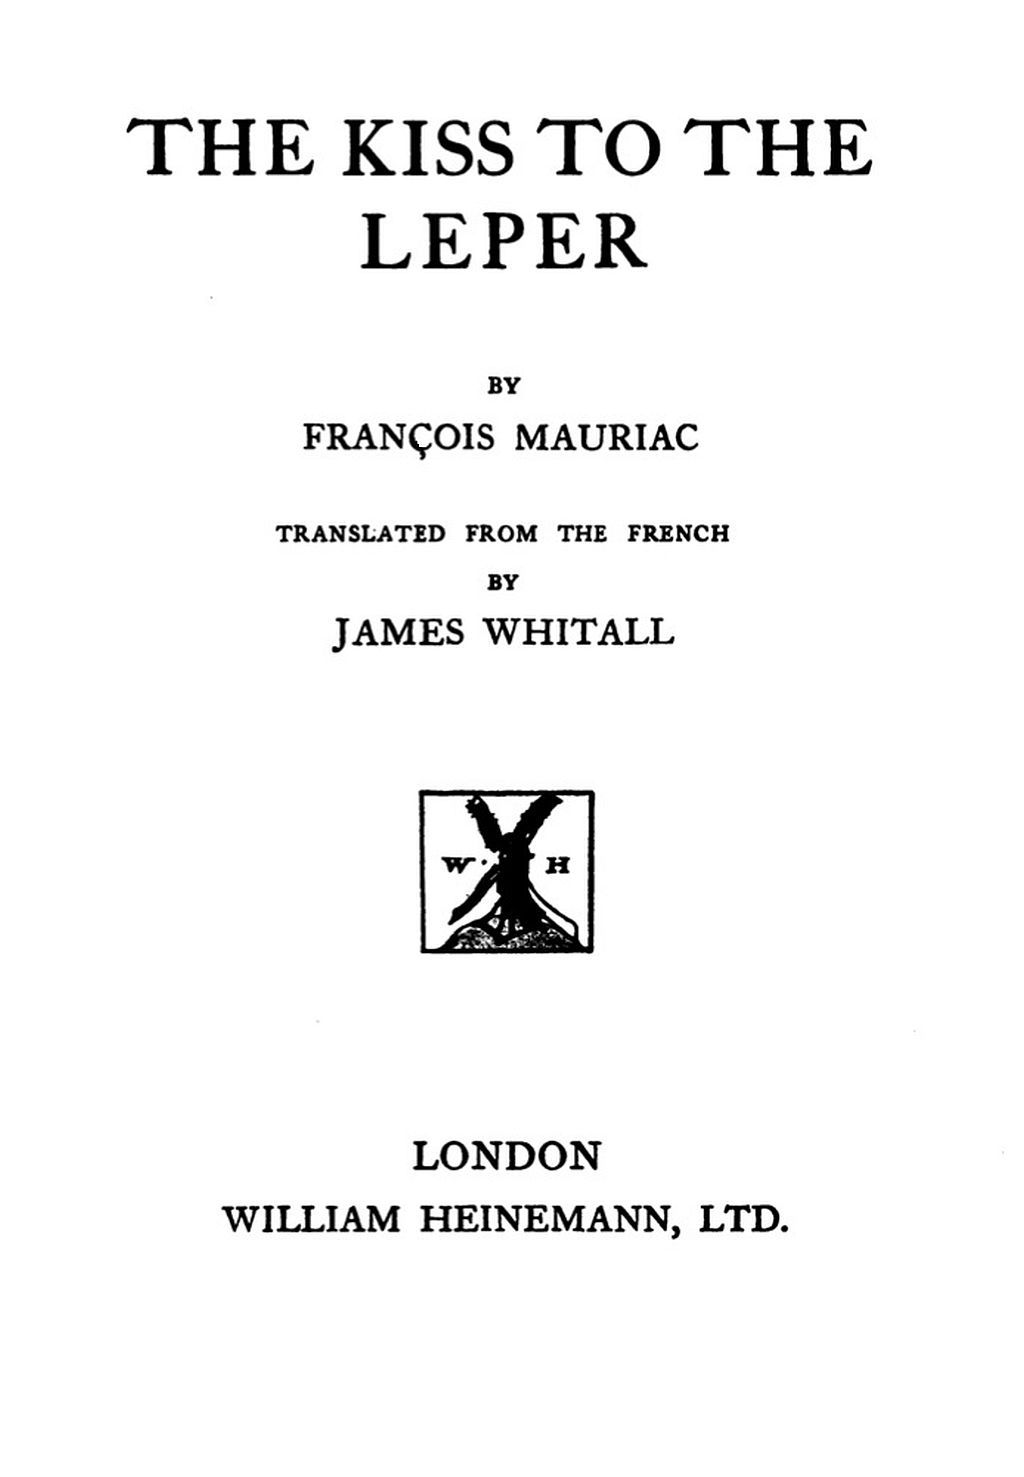 THE KISS TO THE
LEPER
BY
FRANÇOIS MAURIAC
TRANSLATED FROM THE FRENCH
BY
JAMES WHITALL
W H
LONDON
WILLIAM HEINEMANN, LTD.